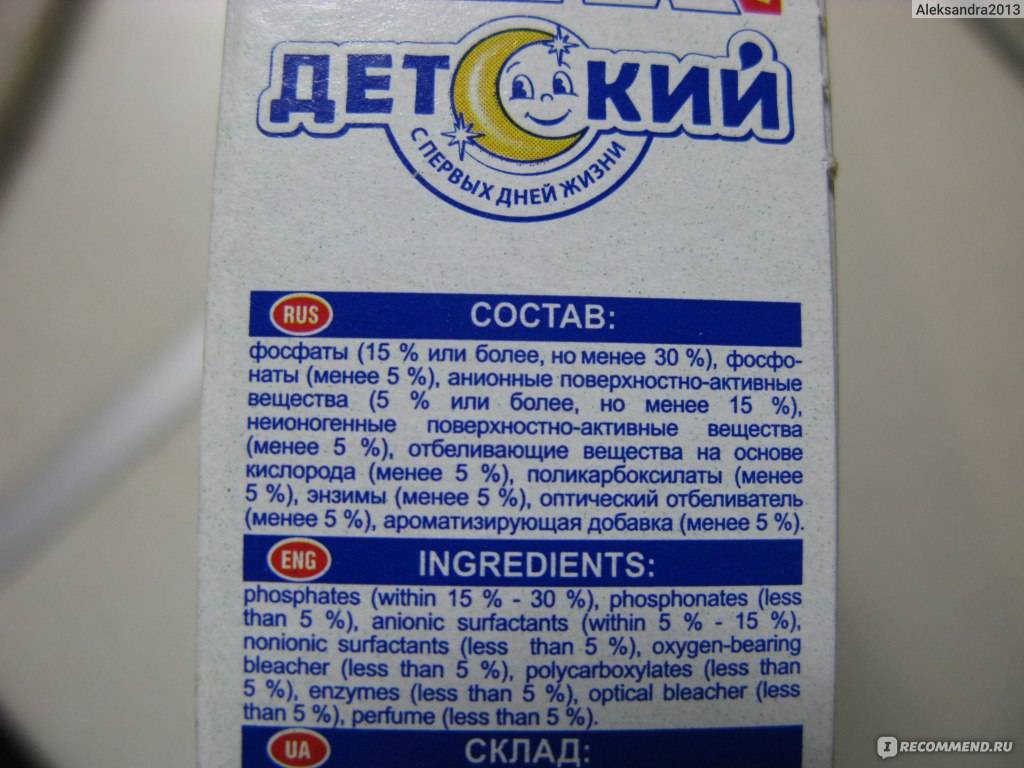 Aleksandra2013
ДЕТСКИЙ
С ПЕРВЫХ ДНЕЙ ЖИЗНИ
RUS СОСТАВ:
фосфаты (15 % или более, но менее 30 %), фосфо-
наты (менее 5 %), анионные поверхностно-активные
вещества (5 % или более, но менее 15 %),
неионогенные поверхностно-активные вещества
(менее 5 %), отбеливающие вещества на основе
кислорода (менее 5 %), поликарбоксилаты (менее
5 %), энзимы (менее 5 %), оптический отбеливатель
(менее 5 %), ароматизирующая добавка (менее 5 %).
ENG INGREDIENTS:
phosphates (within 15 % - 30 %), phosphonates (less
than 5 %), anionic surfactants (within 5 % - 15 %),
nonionic surfactants (less than 5 %), oxygen-bearing
bleacher (less than 5 %), polycarboxylates (less than
5 %), enzymes (less than 5 %), optical bleacher (less
than 5 %), perfume (less than 5 %).
UA СКЛАД:
IRECOMMEND.RU